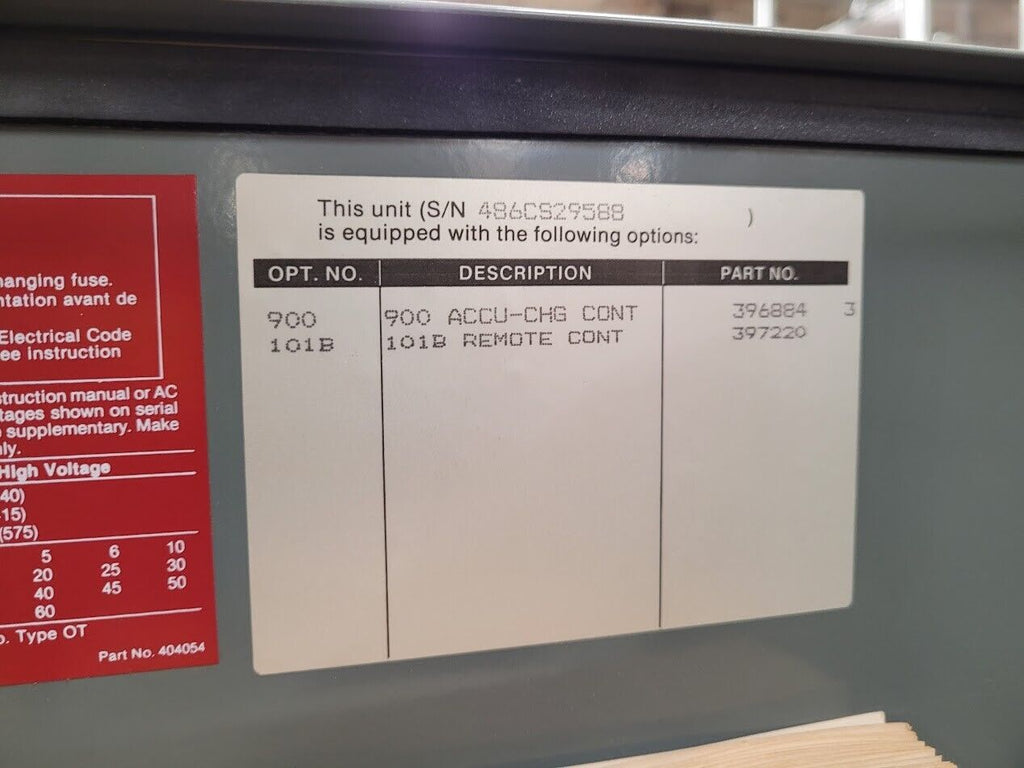 hanging fuse.
ntation avant de
Electrical Code
ee instruction
struction manual or AC
tages shown on serial
supplementary. Make
ly.
High Voltage
40)
15)
(575)
5 6 10
20 25 30
40 45 50
60
o. Type OT
Part No. 404054
This unit (S/N 486CS29588 )
is equipped with the following options:
OPT. NO. DESCRIPTION PART NO.
900 900 ACCU-CHG CONT 396884 3
101B 101B REMOTE CONT 397220